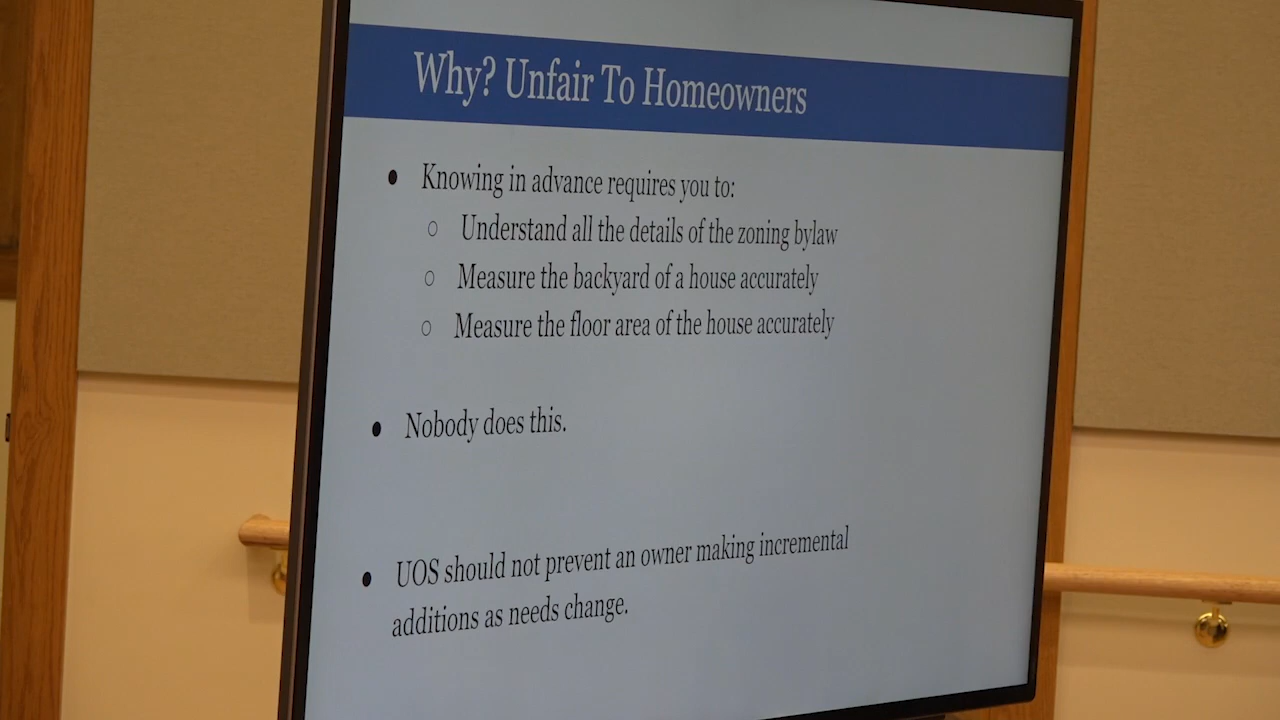 Why? Unfair To Homeowners
● Knowing in advance requires you to:
○ Understand all the details of the zoning bylaw
○ Measure the backyard of a house accurately
○ Measure the floor area of the house accurately
● Nobody does this.
● UOS should not prevent an owner making incremental
additions as needs change.